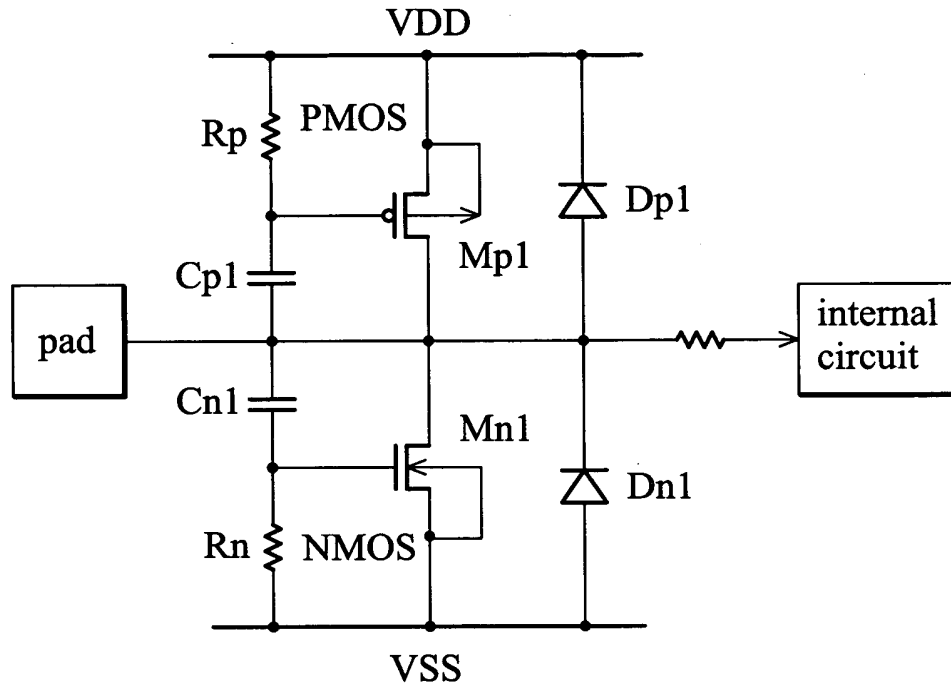 VDD
Rp
PMOS
Dp1
Mp1
Cp1
pad
internal
circuit
Cn1
Mn1
Dn1
Rn
NMOS
VSS